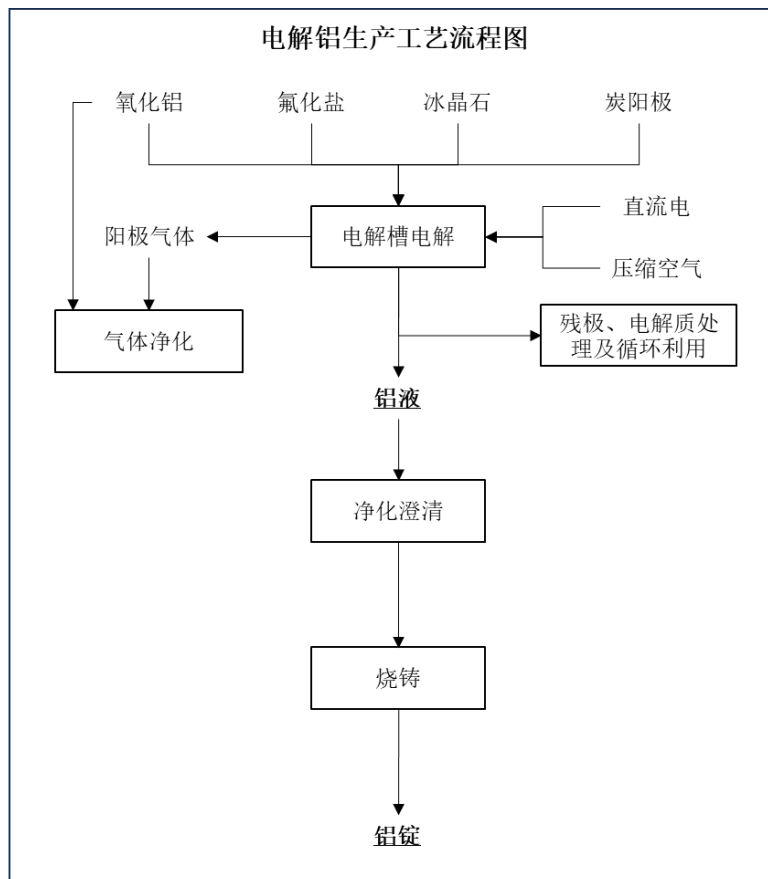 电解铝生产工艺流程图
氧化铝
氟化盐
冰晶石
炭阳极
电解槽电解
直流电
压缩空气
阳极气体
气体净化
残极、电解质处
理及循环利用
铝液
净化澄清
烧铸
铝锭